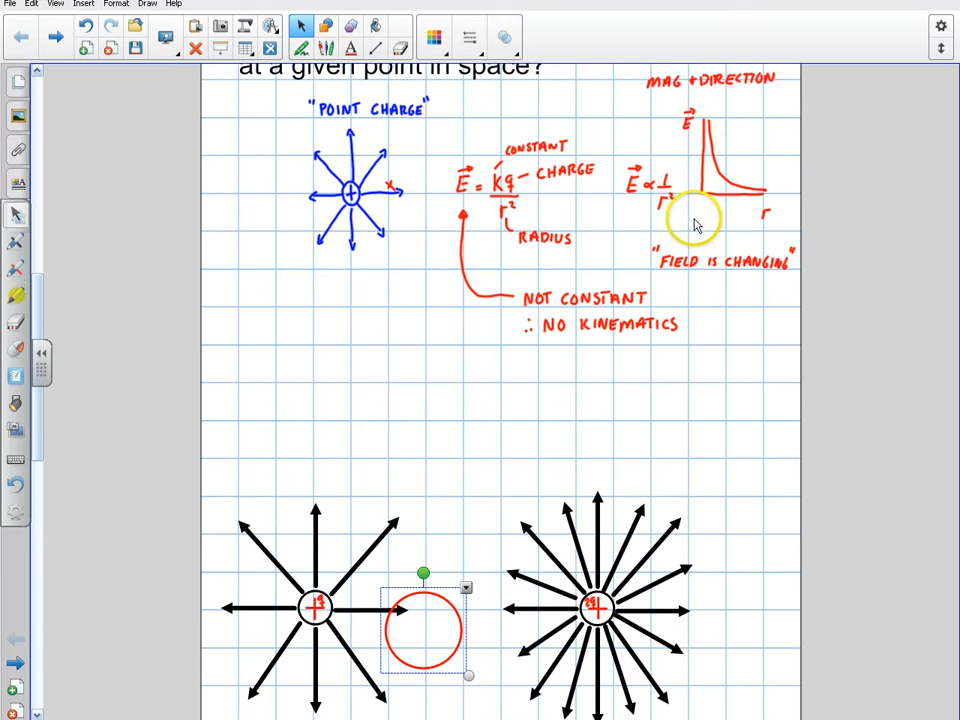 File Edit View Insert Format Draw Help
at a given point in space?
MAG + DIRECTION
"POINT CHARGE"
E⃗
CONSTANT
x
E⃗ = kq/r² CHARGE
E⃗ ∝ 1/r²
r
RADIUS
"FIELD IS CHANGING"
NOT CONSTANT
∴ NO KINEMATICS
+
+q
2q+